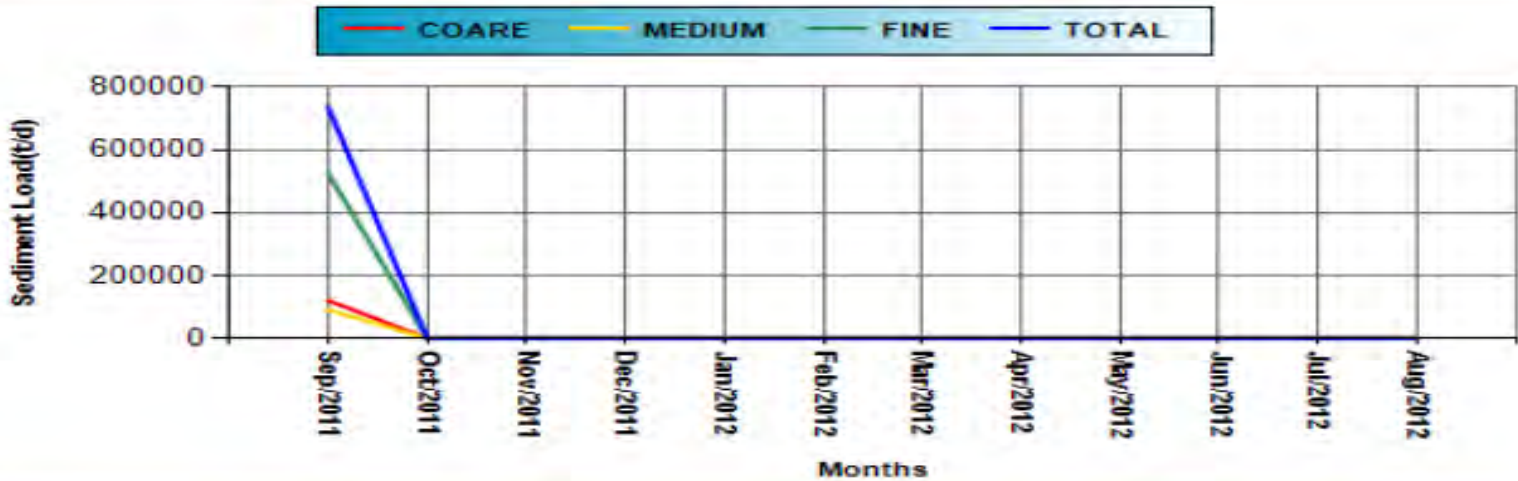 COARE MEDIUM FINE TOTAL
Sediment Load(t/d)
800000
600000
400000
200000
0
Sep/2011 Oct/2011 Nov/2011 Dec/2011 Jan/2012 Feb/2012 Mar/2012 Apr/2012 May/2012 Jun/2012 Jul/2012 Aug/2012
Months